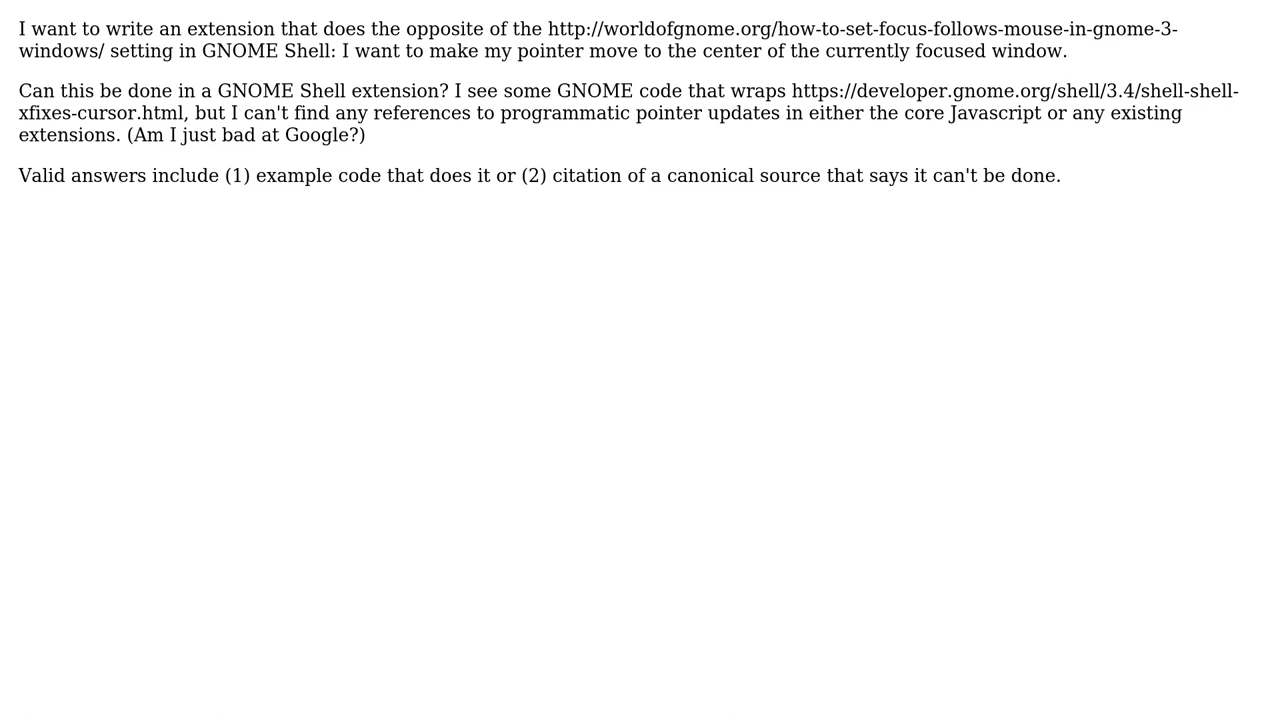 I want to write an extension that does the opposite of the http://worldofgnome.org/how-to-set-focus-follows-mouse-in-gnome-3-
windows/ setting in GNOME Shell: I want to make my pointer move to the center of the currently focused window.
Can this be done in a GNOME Shell extension? I see some GNOME code that wraps https://developer.gnome.org/shell/3.4/shell-shell-
xfixes-cursor.html, but I can't find any references to programmatic pointer updates in either the core Javascript or any existing
extensions. (Am I just bad at Google?)
Valid answers include (1) example code that does it or (2) citation of a canonical source that says it can't be done.